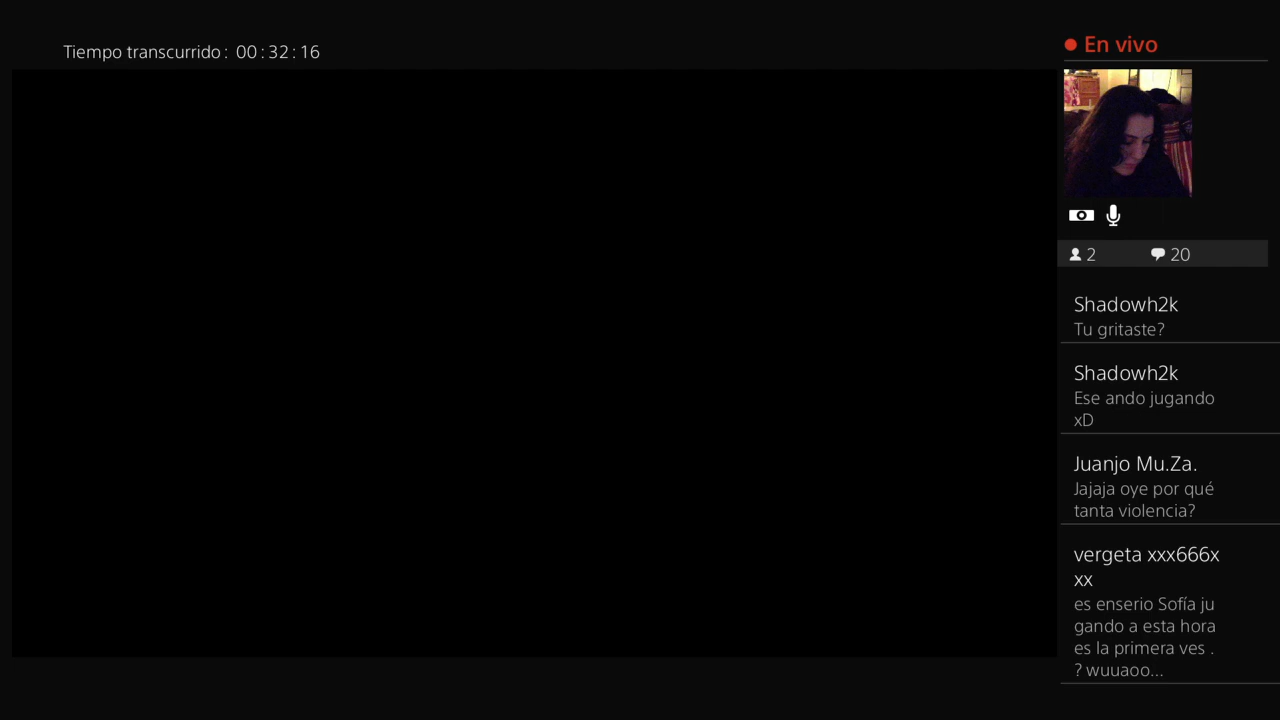 Tiempo transcurrido : 00 : 32 : 16
En vivo
2 20
Shadowh2k
Tu gritaste?
Shadowh2k
Ese ando jugando
xD
Juanjo Mu.Za.
Jajaja oye por qué
tanta violencia?
vergeta xxx666x
xx
es enserio Sofía ju
gando a esta hora
es la primera ves .
? wuuaoo...